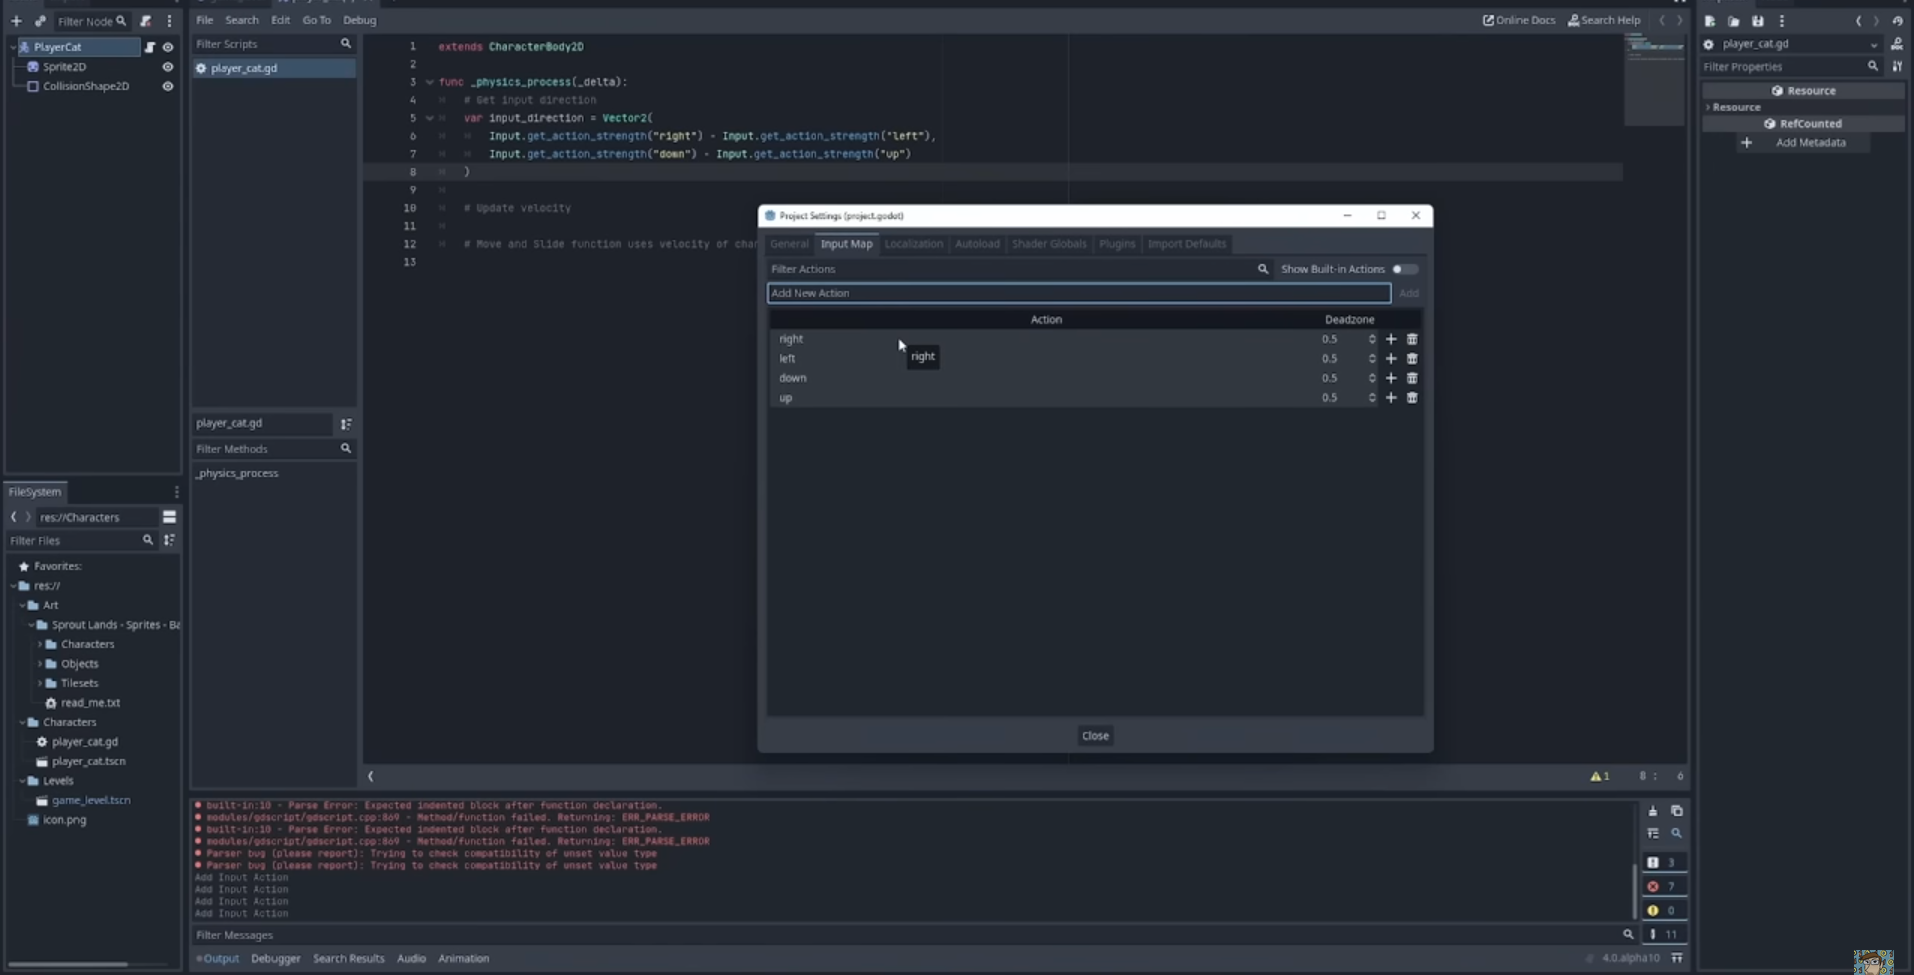 Filter Node
PlayerCat
Sprite2D
CollisionShape2D
File Search Edit Go To Debug
Online Docs Search Help
Filter Scripts
player_cat.gd
1 extends CharacterBody2D
2
3 func _physics_process(_delta):
4 # Get input direction
5 var input_direction = Vector2(
6 Input.get_action_strength("right") - Input.get_action_strength("left"),
7 Input.get_action_strength("down") - Input.get_action_strength("up")
8 )
9
10 # Update velocity
11
12 # Move and Slide function uses velocity of
13
player_cat.gd
Filter Methods
_physics_process
Project Settings (project.godot)
General Input Map Localization Autoload Shader Globals Plugins Import Defaults
Filter Actions Show Built-in Actions
Add New Action Add
Action Deadzone
right 0.5
right
left 0.5
down 0.5
up 0.5
Close
1 8 : 6
player_cat.gd
Filter Properties
Resource
Resource
RefCounted
Add Metadata
FileSystem
res://Characters
Filter Files
Favorites:
res://
Art
Sprout Lands - Sprites - Ba
Characters
Objects
Tilesets
read_me.txt
Characters
player_cat.gd
player_cat.tscn
Levels
game_level.tscn
icon.png
built-in:10 - Parse Error: Expected indented block after function declaration.
modules/gdscript/gdscript.cpp:869 - Method/function failed. Returning: ERR_PARSE_ERROR
built-in:10 - Parse Error: Expected indented block after function declaration.
modules/gdscript/gdscript.cpp:869 - Method/function failed. Returning: ERR_PARSE_ERROR
Parser bug (please report): Trying to check compatibility of unset value type
Parser bug (please report): Trying to check compatibility of unset value type
Add Input Action
Add Input Action
Add Input Action
Add Input Action
3
7
0
11
Filter Messages
Output Debugger Search Results Audio Animation
4.0.alpha10